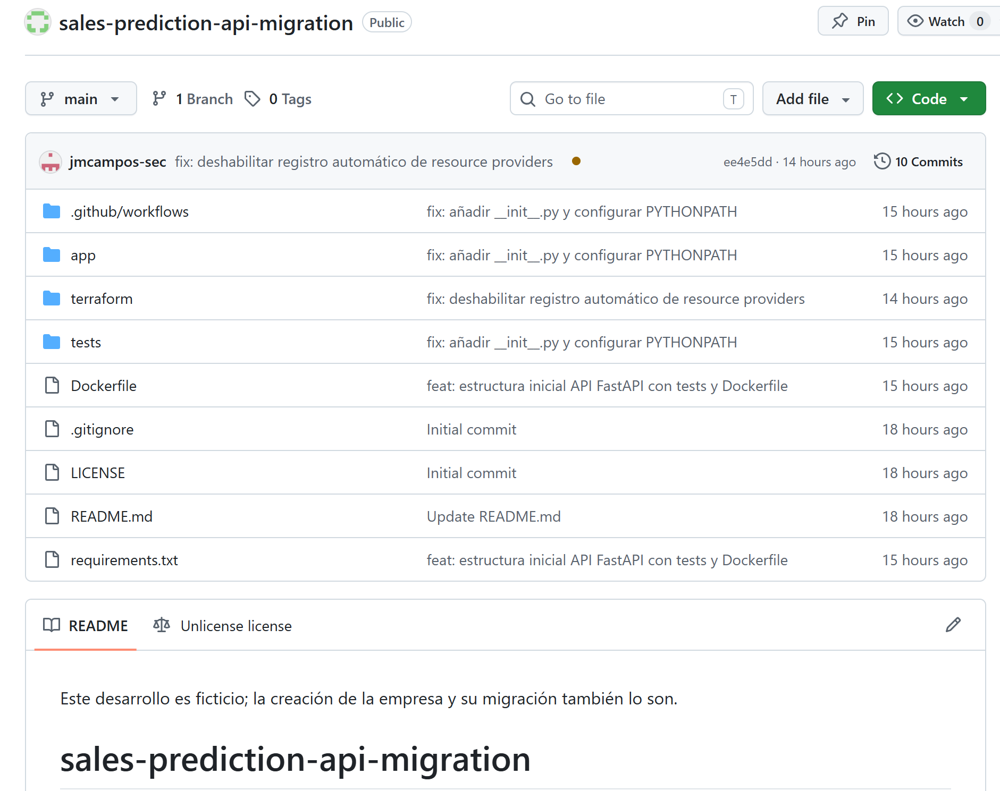 sales-prediction-api-migration Public Pin Watch 0
main 1 Branch 0 Tags Go to file T Add file Code
jmcampos-sec fix: deshabilitar registro automático de resource providers ee4e5dd · 14 hours ago 10 Commits
.github/workflows fix: añadir __init__.py y configurar PYTHONPATH 15 hours ago
app fix: añadir __init__.py y configurar PYTHONPATH 15 hours ago
terraform fix: deshabilitar registro automático de resource providers 14 hours ago
tests fix: añadir __init__.py y configurar PYTHONPATH 15 hours ago
Dockerfile feat: estructura inicial API FastAPI con tests y Dockerfile 15 hours ago
.gitignore Initial commit 18 hours ago
LICENSE Initial commit 18 hours ago
README.md Update README.md 18 hours ago
requirements.txt feat: estructura inicial API FastAPI con tests y Dockerfile 15 hours ago
README Unlicense license
Este desarrollo es ficticio; la creación de la empresa y su migración también lo son.
sales-prediction-api-migration